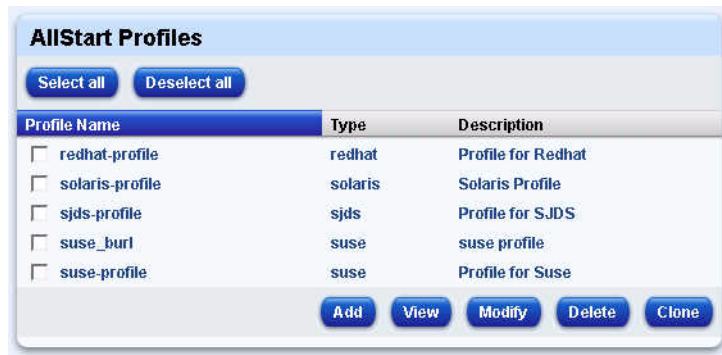 AllStart Profiles
Select all Deselect all
Profile Name Type Description
redhat-profile redhat Profile for Redhat
solaris-profile solaris Solaris Profile
sjds-profile sjds Profile for SJDS
suse_burl suse suse profile
suse-profile suse Profile for Suse
Add View Modify Delete Clone